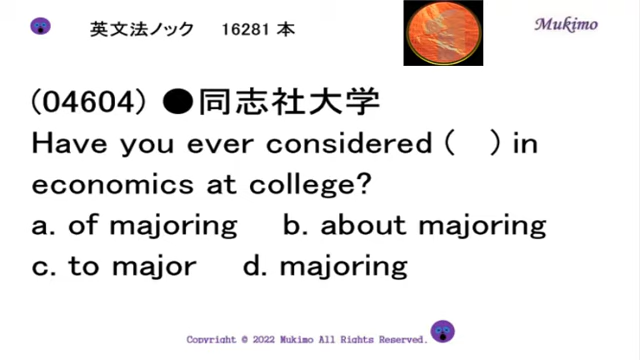 英文法ノック 16281 本
Mukimo
(04604) ●同志社大学
Have you ever considered ( ) in
economics at college?
a. of majoring b. about majoring
c. to major d. majoring
Copyright © 2022 Mukimo All Rights Reserved.